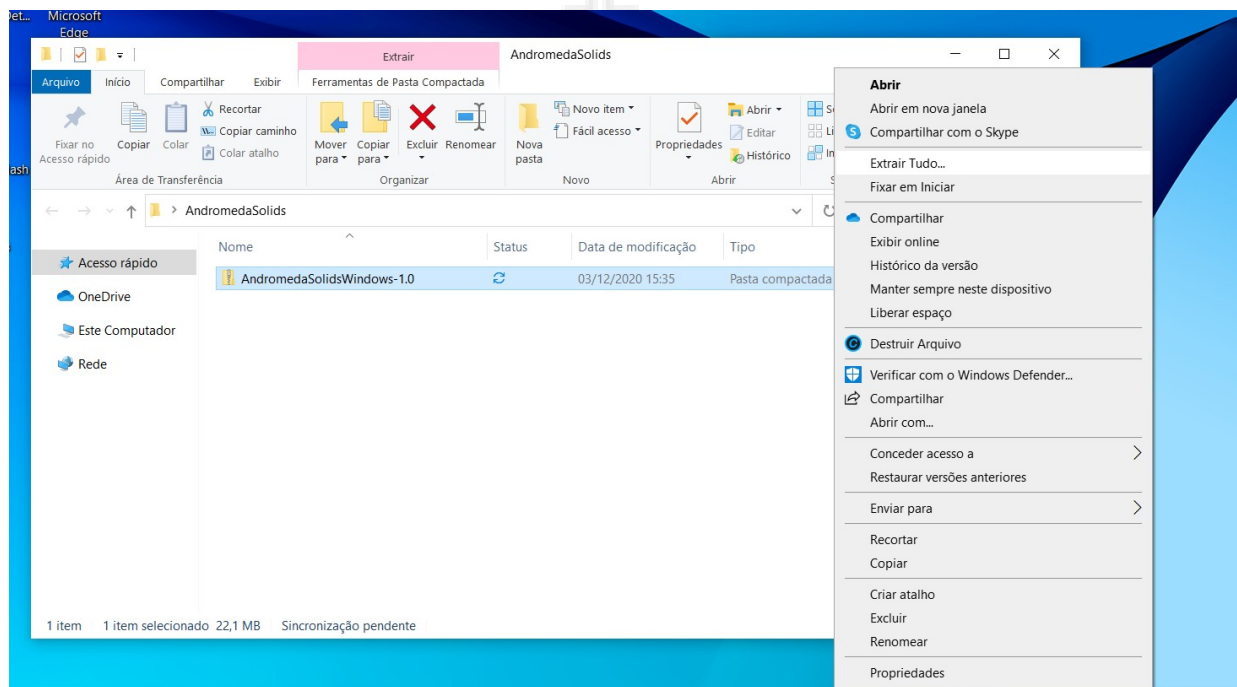 Microsoft
Edge
Extrair
AndromedaSolids
Arquivo
Início
Compartilhar
Exibir
Ferramentas de Pasta Compactada
Fixar no
Acesso rápido
Copiar
Colar
Recortar
Copiar caminho
Colar atalho
Área de Transferência
Mover
para
Copiar
para
Excluir
Renomear
Organizar
Nova
pasta
Novo item
Fácil acesso
Novo
Propriedades
Abrir
Editar
Histórico
Abrir
AndromedaSolids
Nome
Status
Data de modificação
Tipo
AndromedaSolidsWindows-1.0
03/12/2020 15:35
Pasta compactada
Acesso rápido
OneDrive
Este Computador
Rede
1 item
1 item selecionado 22,1 MB
Sincronização pendente
Abrir
Abrir em nova janela
Compartilhar com o Skype
Extrair Tudo...
Fixar em Iniciar
Compartilhar
Exibir online
Histórico da versão
Manter sempre neste dispositivo
Liberar espaço
Destruir Arquivo
Verificar com o Windows Defender...
Compartilhar
Abrir com...
Conceder acesso a
Restaurar versões anteriores
Enviar para
Recortar
Copiar
Criar atalho
Excluir
Renomear
Propriedades